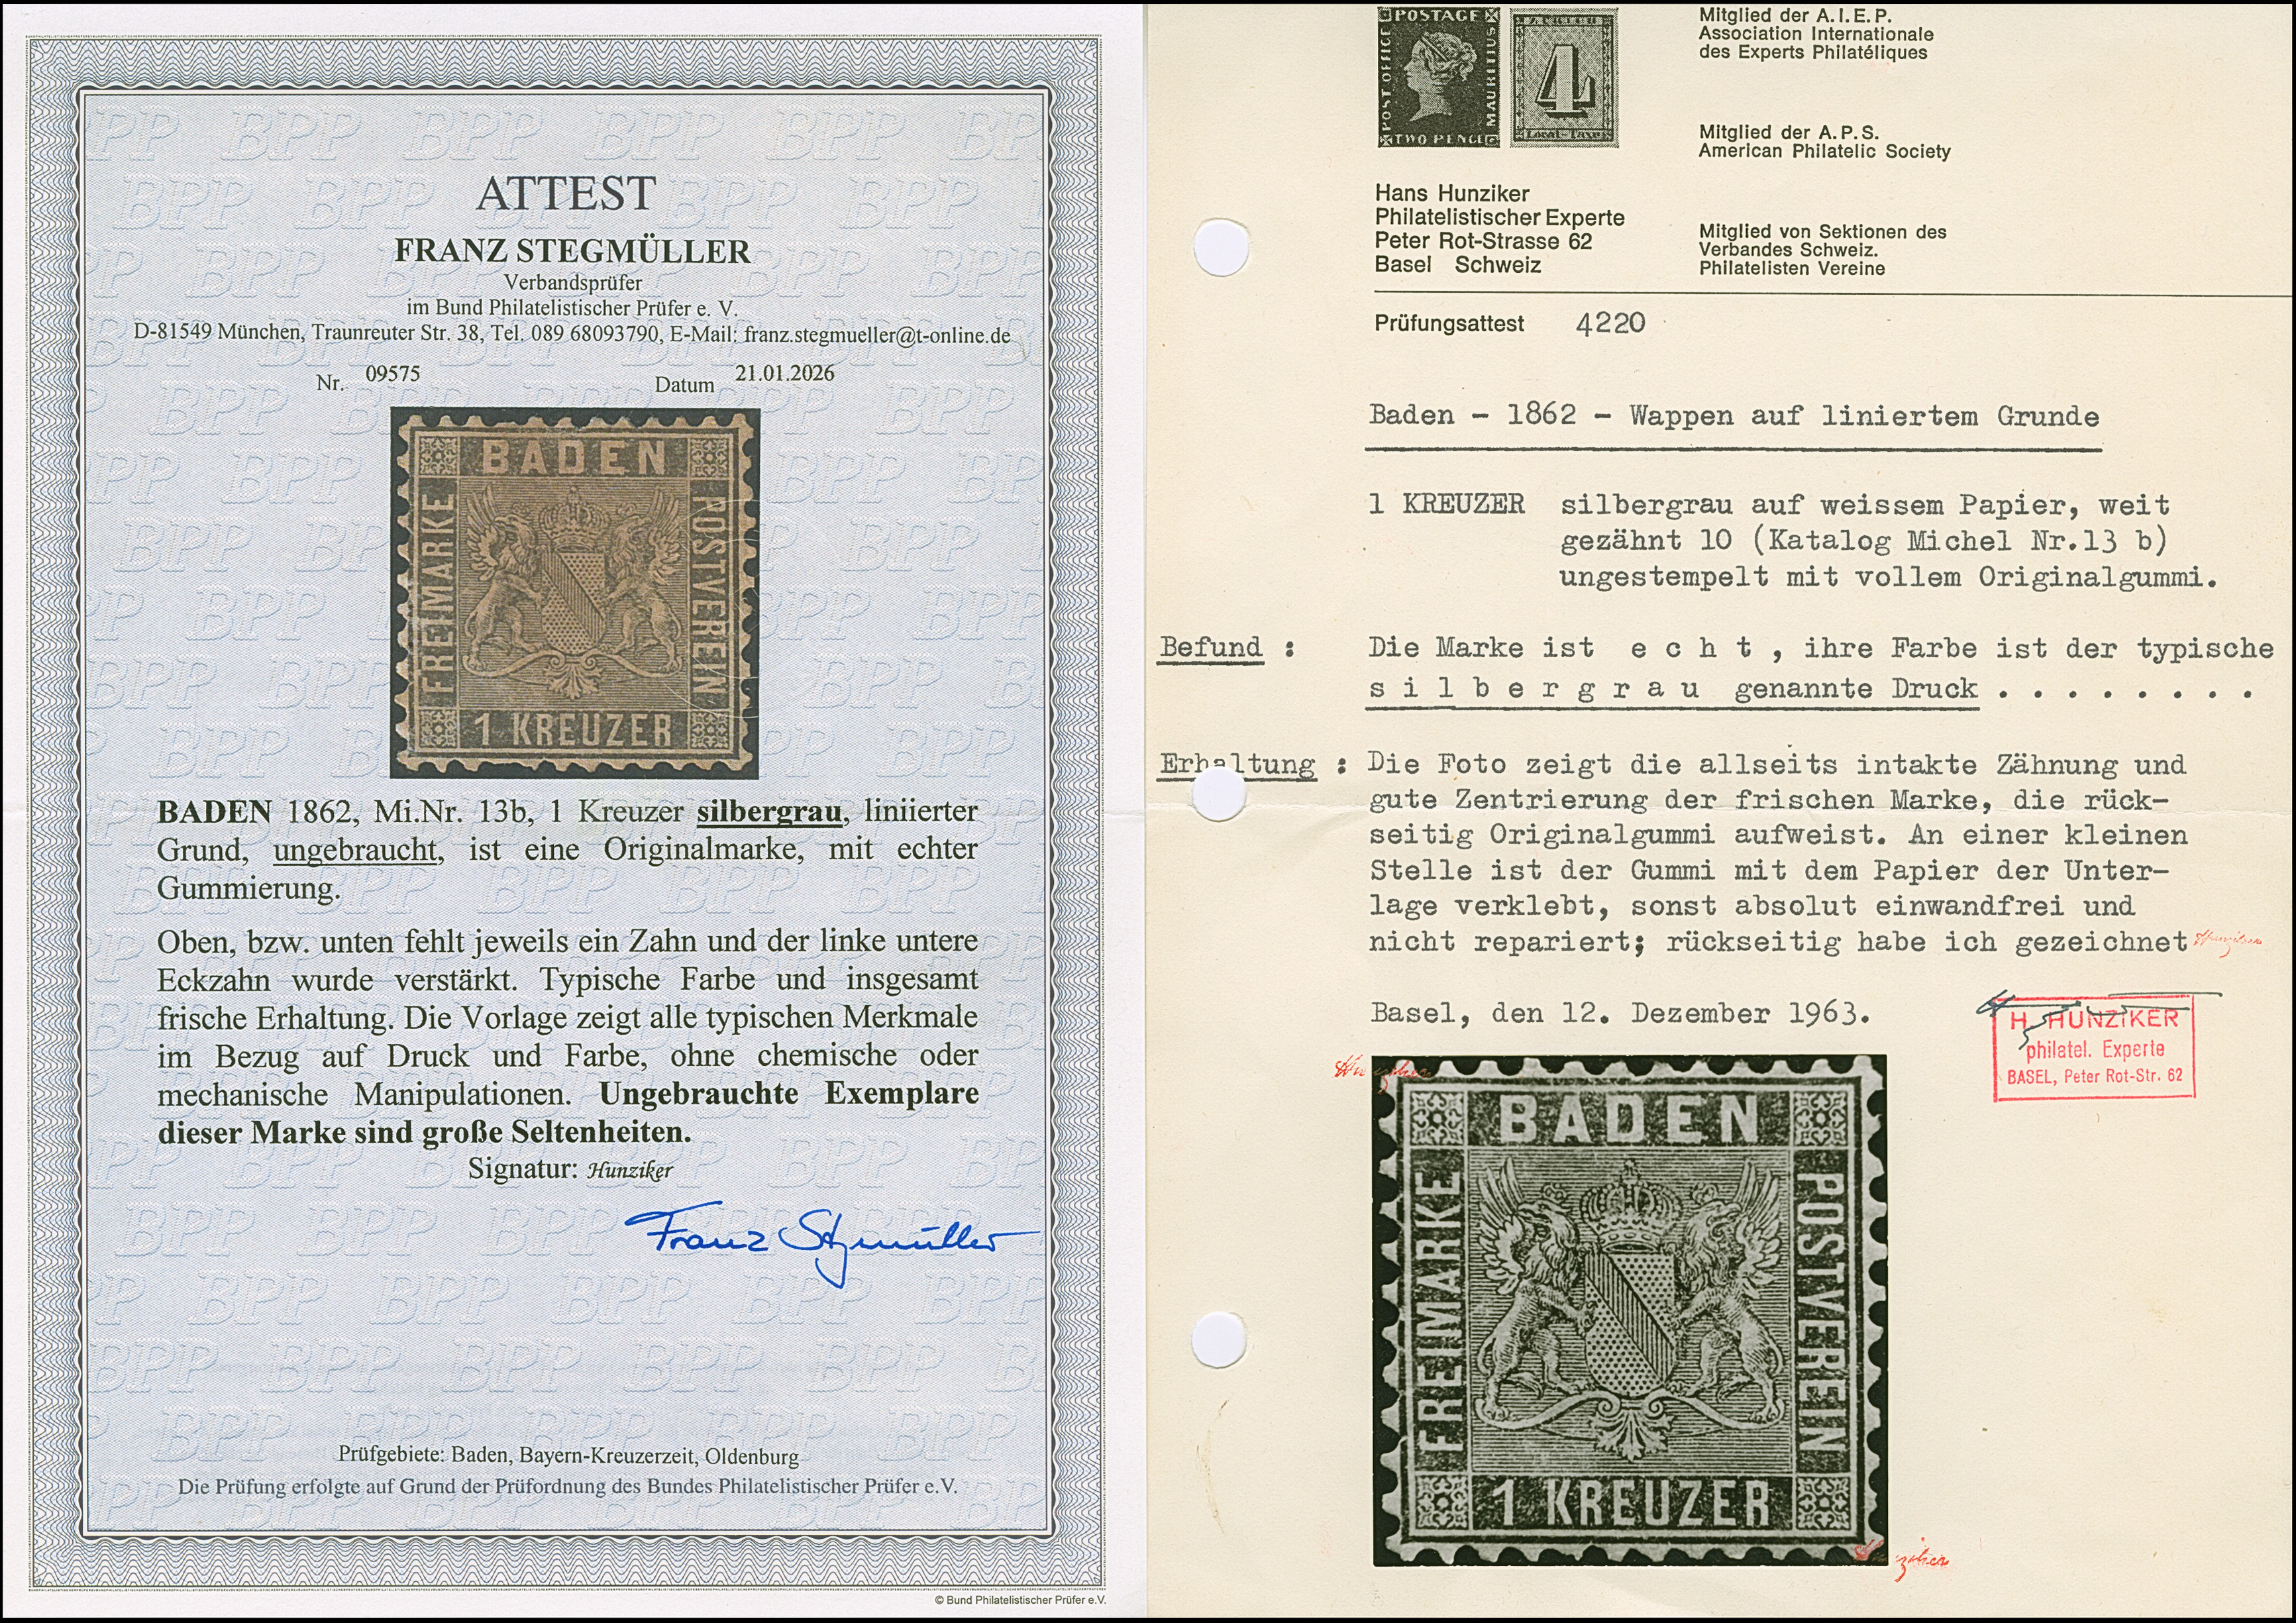 ATTEST
FRANZ STEGMÜLLER
Verbandsprüfer
im Bund Philatelistischer Prüfer e. V.
D-81549 München, Traunreuter Str. 38, Tel. 089 68093790, E-Mail: franz.stegmueller@t-online.de
Nr. 09575 Datum 21.01.2026
BADEN
FREIMARKE
POSTVEREIN
1 KREUZER
BADEN 1862, Mi.Nr. 13b, 1 Kreuzer silbergrau, liniierter
Grund, ungebraucht, ist eine Originalmarke, mit echter
Gummierung.
Oben, bzw. unten fehlt jeweils ein Zahn und der linke untere
Eckzahn wurde verstärkt. Typische Farbe und insgesamt
frische Erhaltung. Die Vorlage zeigt alle typischen Merkmale
im Bezug auf Druck und Farbe, ohne chemische oder
mechanische Manipulationen. Ungebrauchte Exemplare
dieser Marke sind große Seltenheiten.
Signatur: Hunziker
Franz Stegmüller
Prüfgebiete: Baden, Bayern-Kreuzerzeit, Oldenburg
Die Prüfung erfolgte auf Grund der Prüfordnung des Bundes Philatelistischer Prüfer e.V.
© Bund Philatelistischer Prüfer e.V.
POSTAGE
POST OFFICE
MAURITIUS
TWO PENCE
ZÜRICH
4
Local-Taxe
Mitglied der A.I.E.P.
Association Internationale
des Experts Philatéliques
Mitglied der A.P.S.
American Philatelic Society
Hans Hunziker
Philatelistischer Experte
Peter Rot-Strasse 62
Basel Schweiz
Mitglied von Sektionen des
Verbandes Schweiz.
Philatelisten Vereine
Prüfungsattest 4220
Baden - 1862 - Wappen auf liniertem Grunde
1 KREUZER silbergrau auf weissem Papier, weit
gezähnt 10 (Katalog Michel Nr.13 b)
ungestempelt mit vollem Originalgummi.
Befund : Die Marke ist e c h t , ihre Farbe ist der typische
s i l b e r g r a u genannte Druck . . . . . . . .
Erhaltung : Die Foto zeigt die allseits intakte Zähnung und
gute Zentrierung der frischen Marke, die rück-
seitig Originalgummi aufweist. An einer kleinen
Stelle ist der Gummi mit dem Papier der Unter-
lage verklebt, sonst absolut einwandfrei und
nicht repariert; rückseitig habe ich gezeichnet Hunziker
Basel, den 12. Dezember 1963.
H. HUNZIKER
philatel. Experte
BASEL, Peter Rot-Str. 62
Hunziker
BADEN
FREIMARKE
POSTVEREIN
1 KREUZER
Hunziker